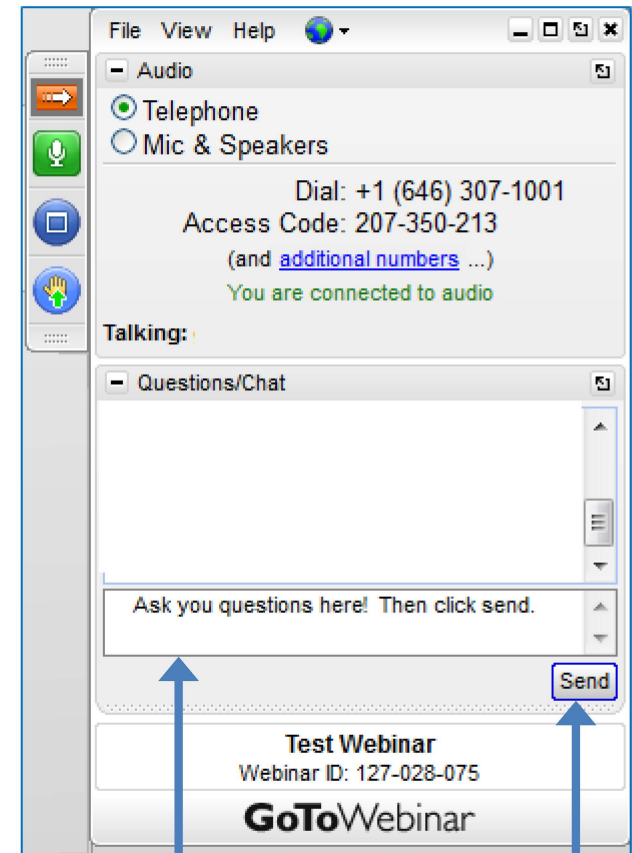 File View Help
Audio
Telephone
Mic & Speakers
Dial: +1 (646) 307-1001
Access Code: 207-350-213
(and additional numbers ...)
You are connected to audio
Talking:
Questions/Chat
Ask you questions here! Then click send.
Send
Test Webinar
Webinar ID: 127-028-075
GoToWebinar